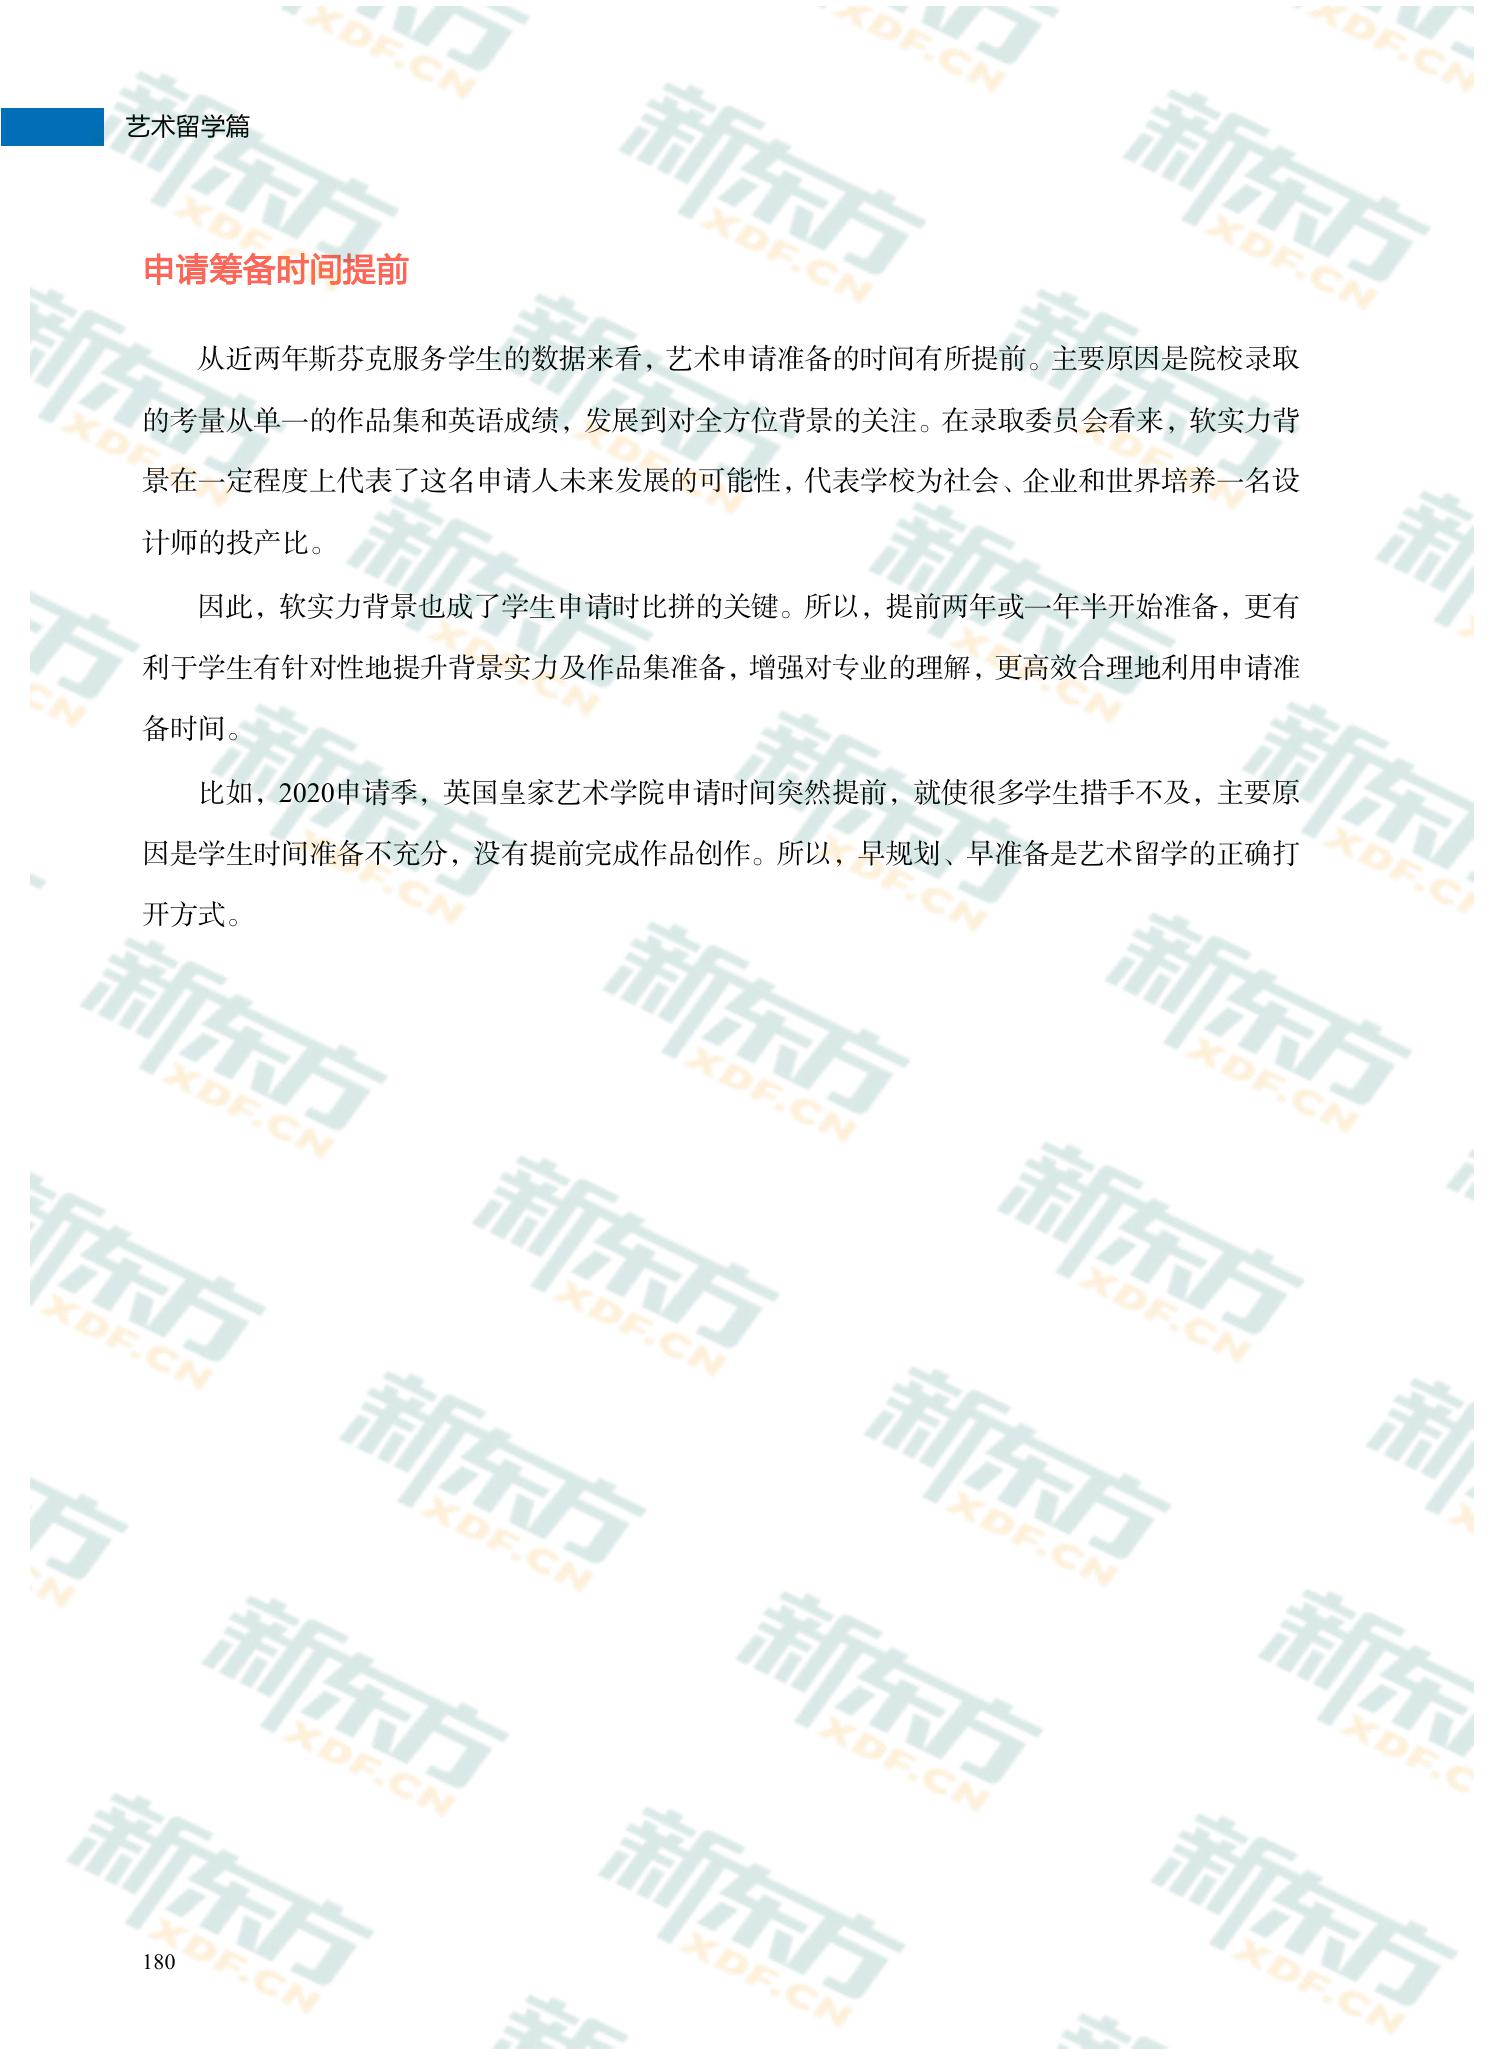 艺术留学篇
申请筹备时间提前
从近两年斯芬克服务学生的数据来看，艺术申请准备的时间有所提前。主要原因是院校录取
的考量从单一的作品集和英语成绩，发展到对全方位背景的关注。在录取委员会看来，软实力背
景在一定程度上代表了这名申请人未来发展的可能性，代表学校为社会、企业和世界培养一名设
计师的投产比。
因此，软实力背景也成了学生申请时比拼的关键。所以，提前两年或一年半开始准备，更有
利于学生有针对性地提升背景实力及作品集准备，增强对专业的理解，更高效合理地利用申请准
备时间。
比如，2020申请季，英国皇家艺术学院申请时间突然提前，就使很多学生措手不及，主要原
因是学生时间准备不充分，没有提前完成作品创作。所以，早规划、早准备是艺术留学的正确打
开方式。
180
新东方
XDF.CN